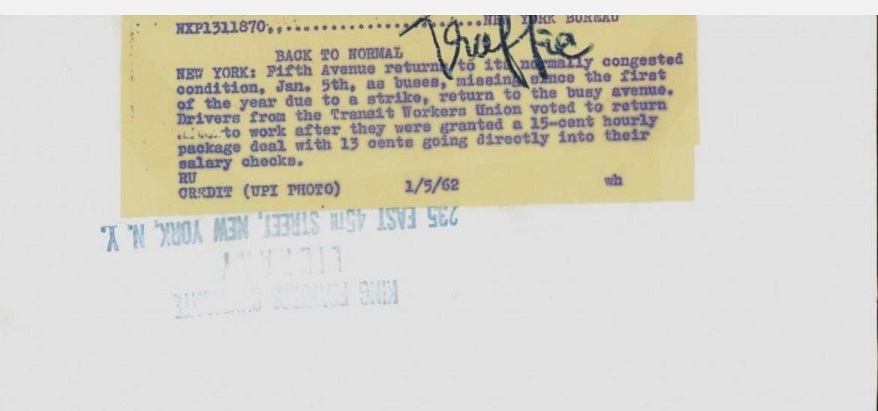 NXP1311870,,....................NEW YORK BUREAU
Traffic
BACK TO NORMAL
NEW YORK: Fifth Avenue returns to its normally congested
condition, Jan. 5th, as buses, missing since the first
of the year due to a strike, return to the busy avenue.
Drivers from the Transit Workers Union voted to return
to work after they were granted a 15-cent hourly
package deal with 13 cents going directly into their
salary checks.
RU
CREDIT (UPI PHOTO) 1/5/62 wh
235 EAST 45TH STREET, NEW YORK, N. Y.
LIBRARY
KING FEATURES SYNDICATE